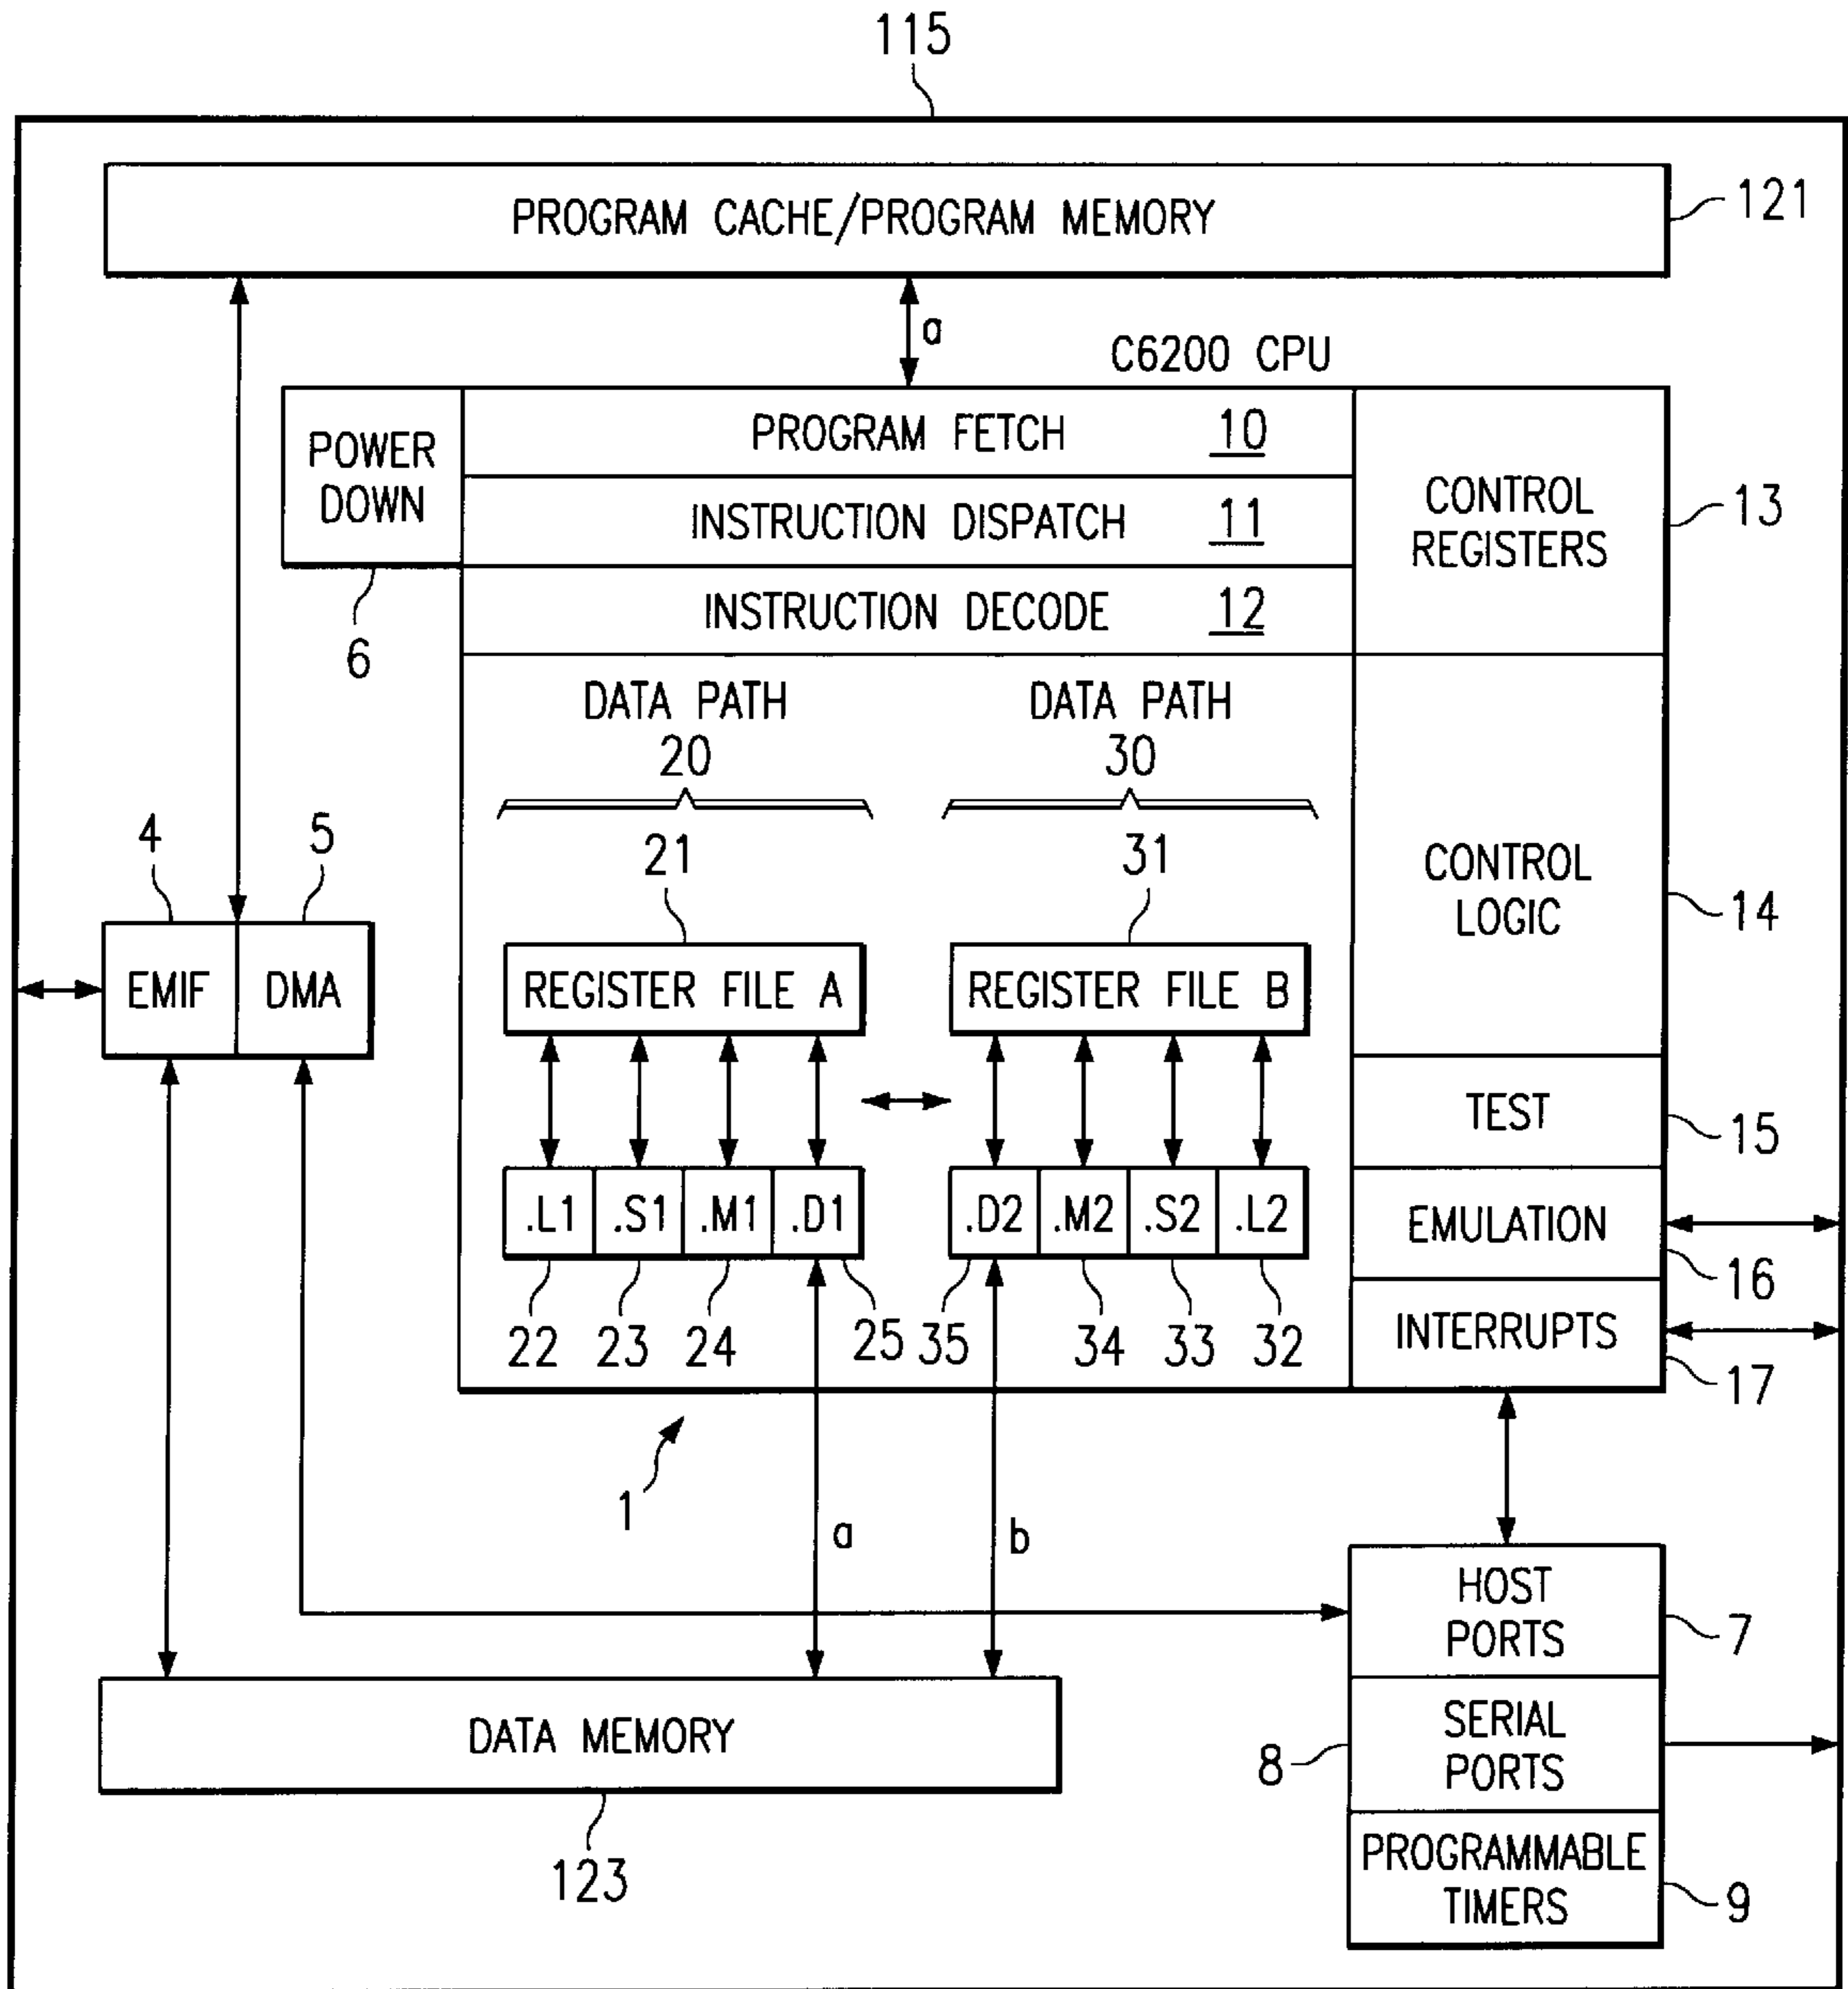 115
PROGRAM CACHE/PROGRAM MEMORY
121
a
C6200 CPU
POWER
DOWN
6
PROGRAM FETCH 10
INSTRUCTION DISPATCH 11
INSTRUCTION DECODE 12
CONTROL
REGISTERS
13
DATA PATH
20
DATA PATH
30
4
5
21
31
CONTROL
LOGIC
14
EMIF
DMA
REGISTER FILE A
REGISTER FILE B
TEST
15
.L1 .S1 .M1 .D1
.D2 .M2 .S2 .L2
EMULATION
16
22 23 24 25
35 34 33 32
INTERRUPTS
17
1
a
b
HOST
PORTS
7
DATA MEMORY
123
SERIAL
PORTS
8
PROGRAMMABLE
TIMERS
9